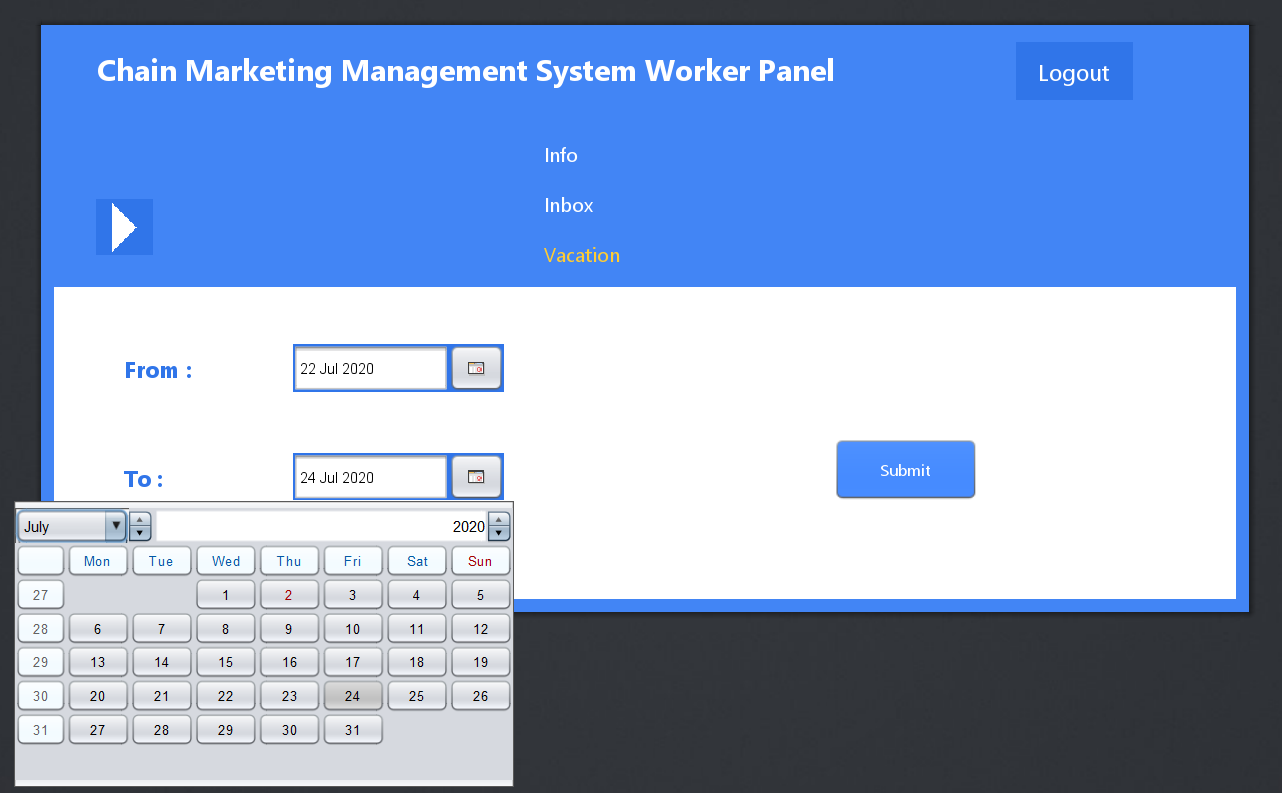 Chain Marketing Management System Worker Panel
Logout
Info
Inbox
Vacation
From :
22 Jul 2020
To :
24 Jul 2020
Submit
July 2020
Mon Tue Wed Thu Fri Sat Sun
27 1 2 3 4 5
28 6 7 8 9 10 11 12
29 13 14 15 16 17 18 19
30 20 21 22 23 24 25 26
31 27 28 29 30 31